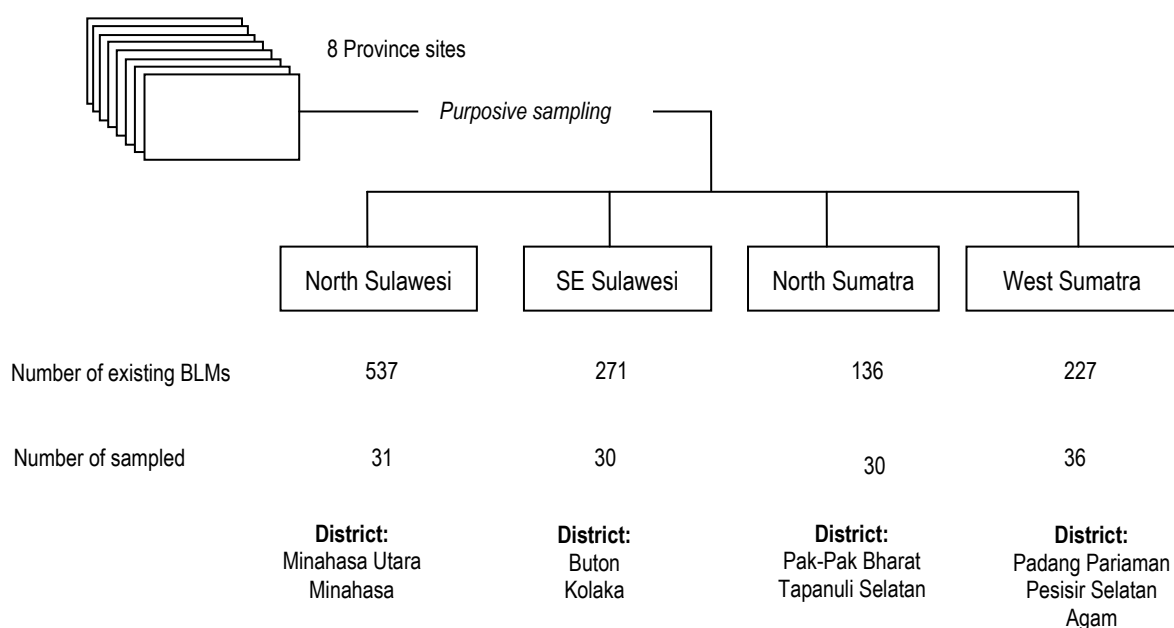 8 Province sites
Purposive sampling
North Sulawesi SE Sulawesi North Sumatra West Sumatra
Number of existing BLMs 537 271 136 227
Number of sampled 31 30 30 36
District: District: District: District:
Minahasa Utara Buton Pak-Pak Bharat Padang Pariaman
Minahasa Kolaka Tapanuli Selatan Pesisir Selatan
Agam